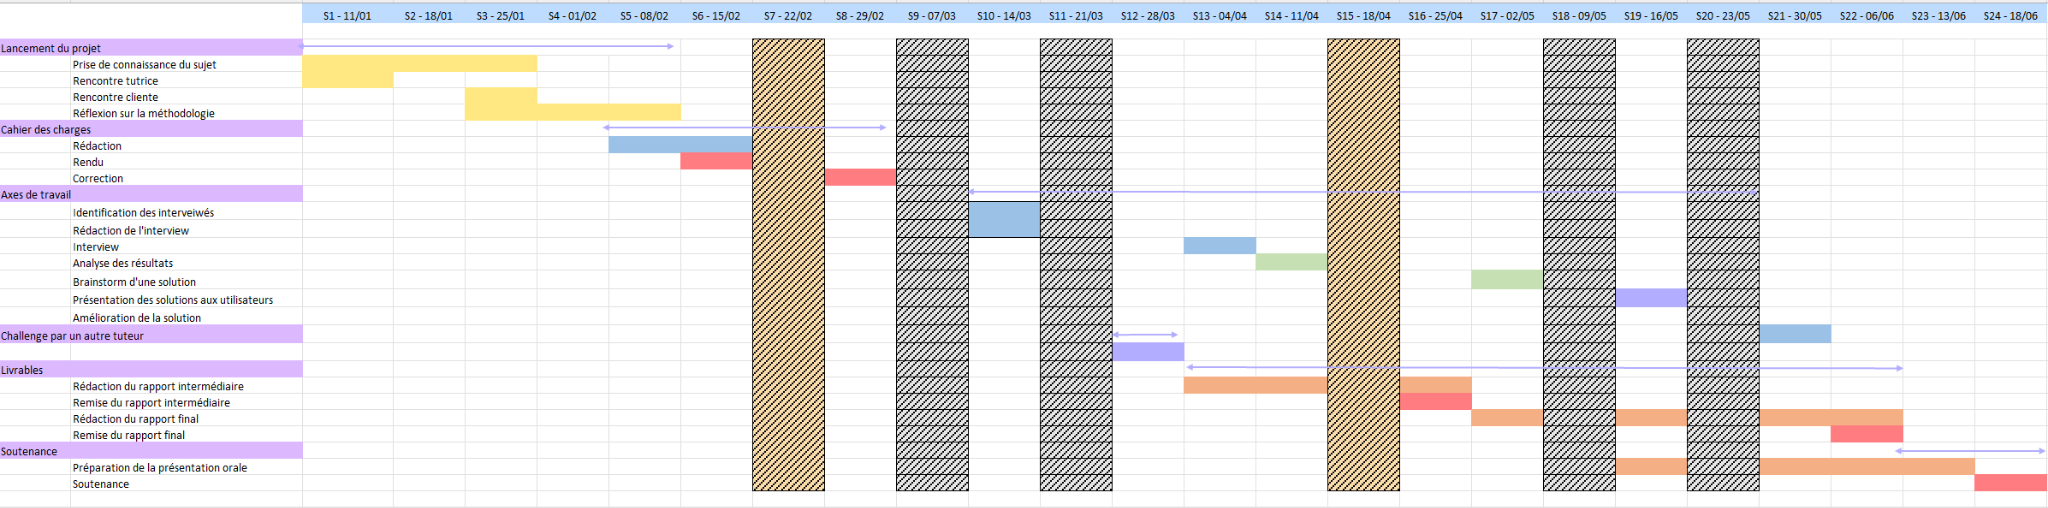 S1 - 11/01 S2 - 18/01 S3 - 25/01 S4 - 01/02 S5 - 08/02 S6 - 15/02 S7 - 22/02 S8 - 29/02 S9 - 07/03 S10 - 14/03 S11 - 21/03 S12 - 28/03 S13 - 04/04 S14 - 11/04 S15 - 18/04 S16 - 25/04 S17 - 02/05 S18 - 09/05 S19 - 16/05 S20 - 23/05 S21 - 30/05 S22 - 06/06 S23 - 13/06 S24 - 18/06
Lancement du projet
Prise de connaissance du sujet
Rencontre tutrice
Rencontre cliente
Réflexion sur la méthodologie
Cahier des charges
Rédaction
Rendu
Correction
Axes de travail
Identification des interveiwés
Rédaction de l'interview
Interview
Analyse des résultats
Brainstorm d'une solution
Présentation des solutions aux utilisateurs
Amélioration de la solution
Challenge par un autre tuteur
Livrables
Rédaction du rapport intermédiaire
Remise du rapport intermédiaire
Rédaction du rapport final
Remise du rapport final
Soutenance
Préparation de la présentation orale
Soutenance